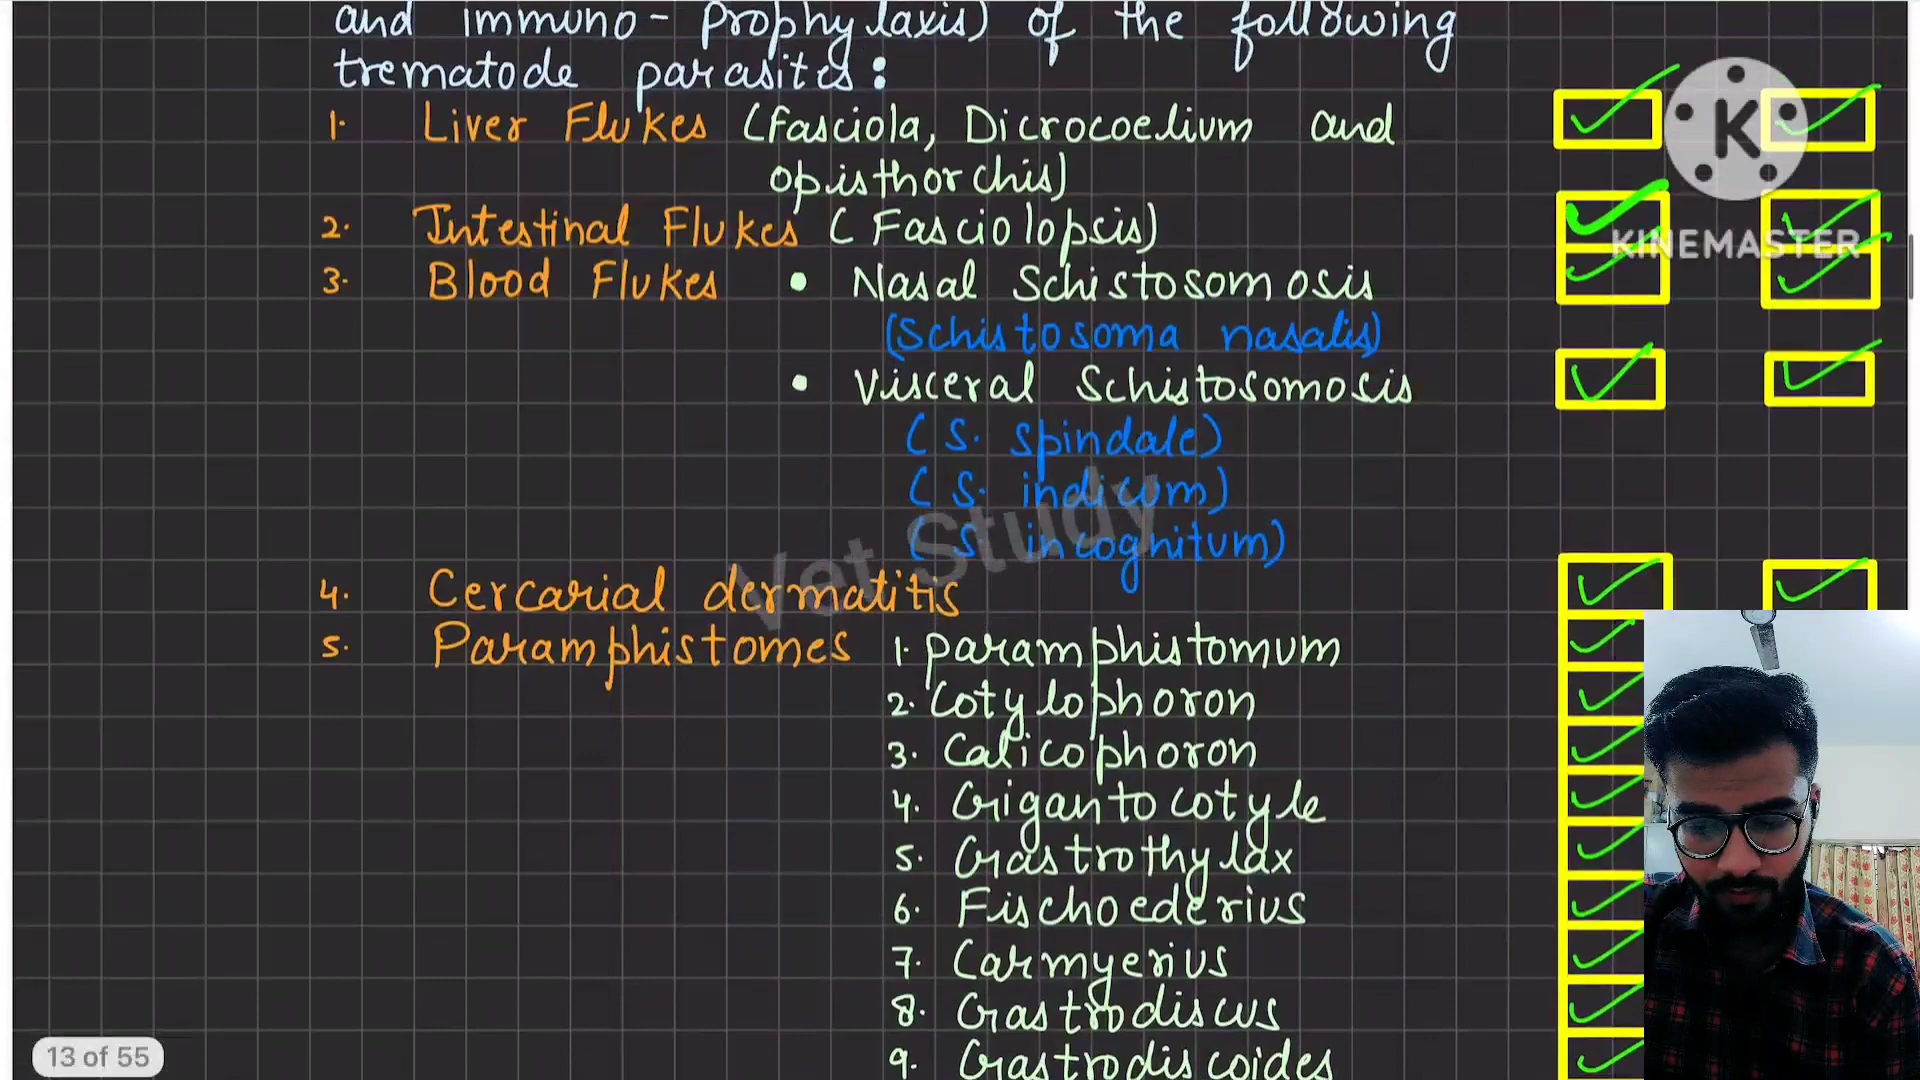 and immuno - prophylaxis) of the following
trematode parasites:
1. Liver Flukes (Fasciola, Dicrocoelium and
opisthorchis)
2. Intestinal Flukes (Fasciolopsis)
3. Blood Flukes • Nasal Schistosomosis
(Schistosoma nasalis)
• Visceral Schistosomosis
(S. spindale)
(S. indicum)
(S. incoghitum)
4. Cercarial dermatitis
5. Paramphistomes 1. Paramphistomum
2. Cotylophoron
3. Calicophoron
4. Gigantocotyle
5. Gastrothylax
6. Fischoederius
7. Carmyerius
8. Gastrodiscus
9. Gastrodiscoides
Vet Study
K
KINEMASTER
13 of 55